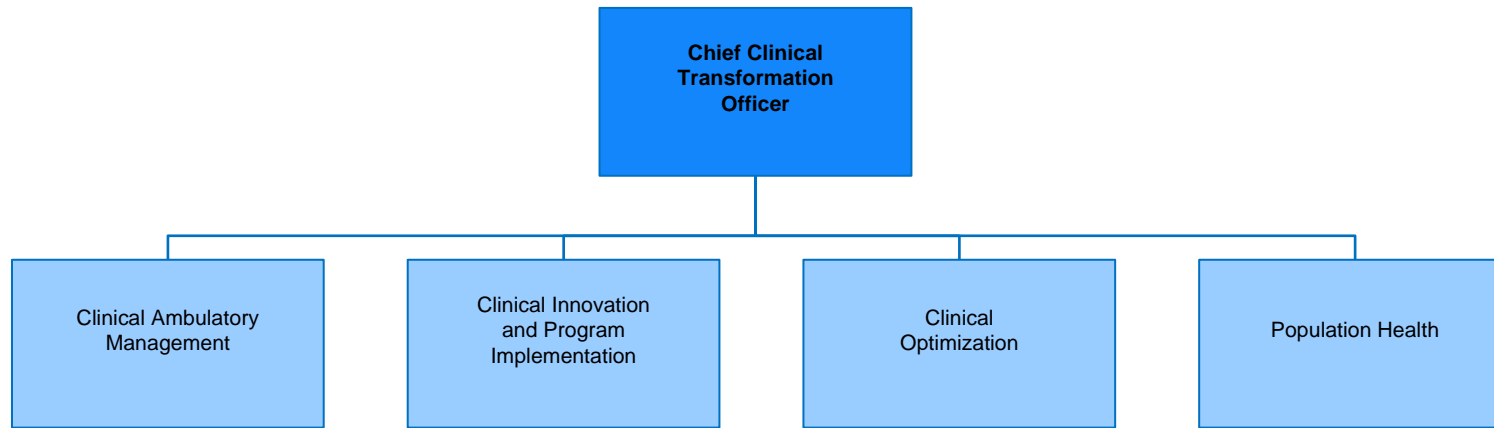 Chief Clinical
Transformation
Officer
Clinical Ambulatory
Management
Clinical Innovation
and Program
Implementation
Clinical
Optimization
Population Health